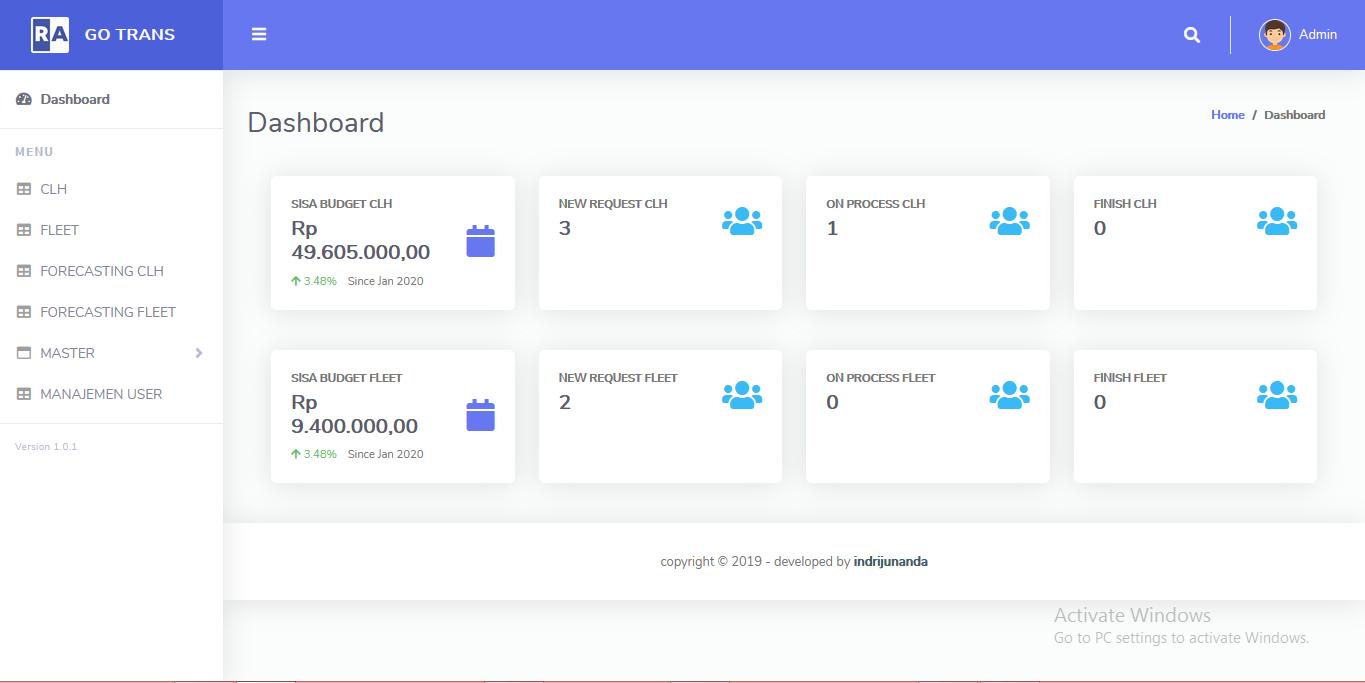 RA GO TRANS
Admin
Dashboard
MENU
CLH
FLEET
FORECASTING CLH
FORECASTING FLEET
MASTER
MANAJEMEN USER
Version 1.0.1
Dashboard
Home / Dashboard
SISA BUDGET CLH
Rp
49.605.000,00
3.48% Since Jan 2020
NEW REQUEST CLH
3
ON PROCESS CLH
1
FINISH CLH
0
SISA BUDGET FLEET
Rp
9.400.000,00
3.48% Since Jan 2020
NEW REQUEST FLEET
2
ON PROCESS FLEET
0
FINISH FLEET
0
copyright © 2019 - developed by indrijunanda
Activate Windows
Go to PC settings to activate Windows.